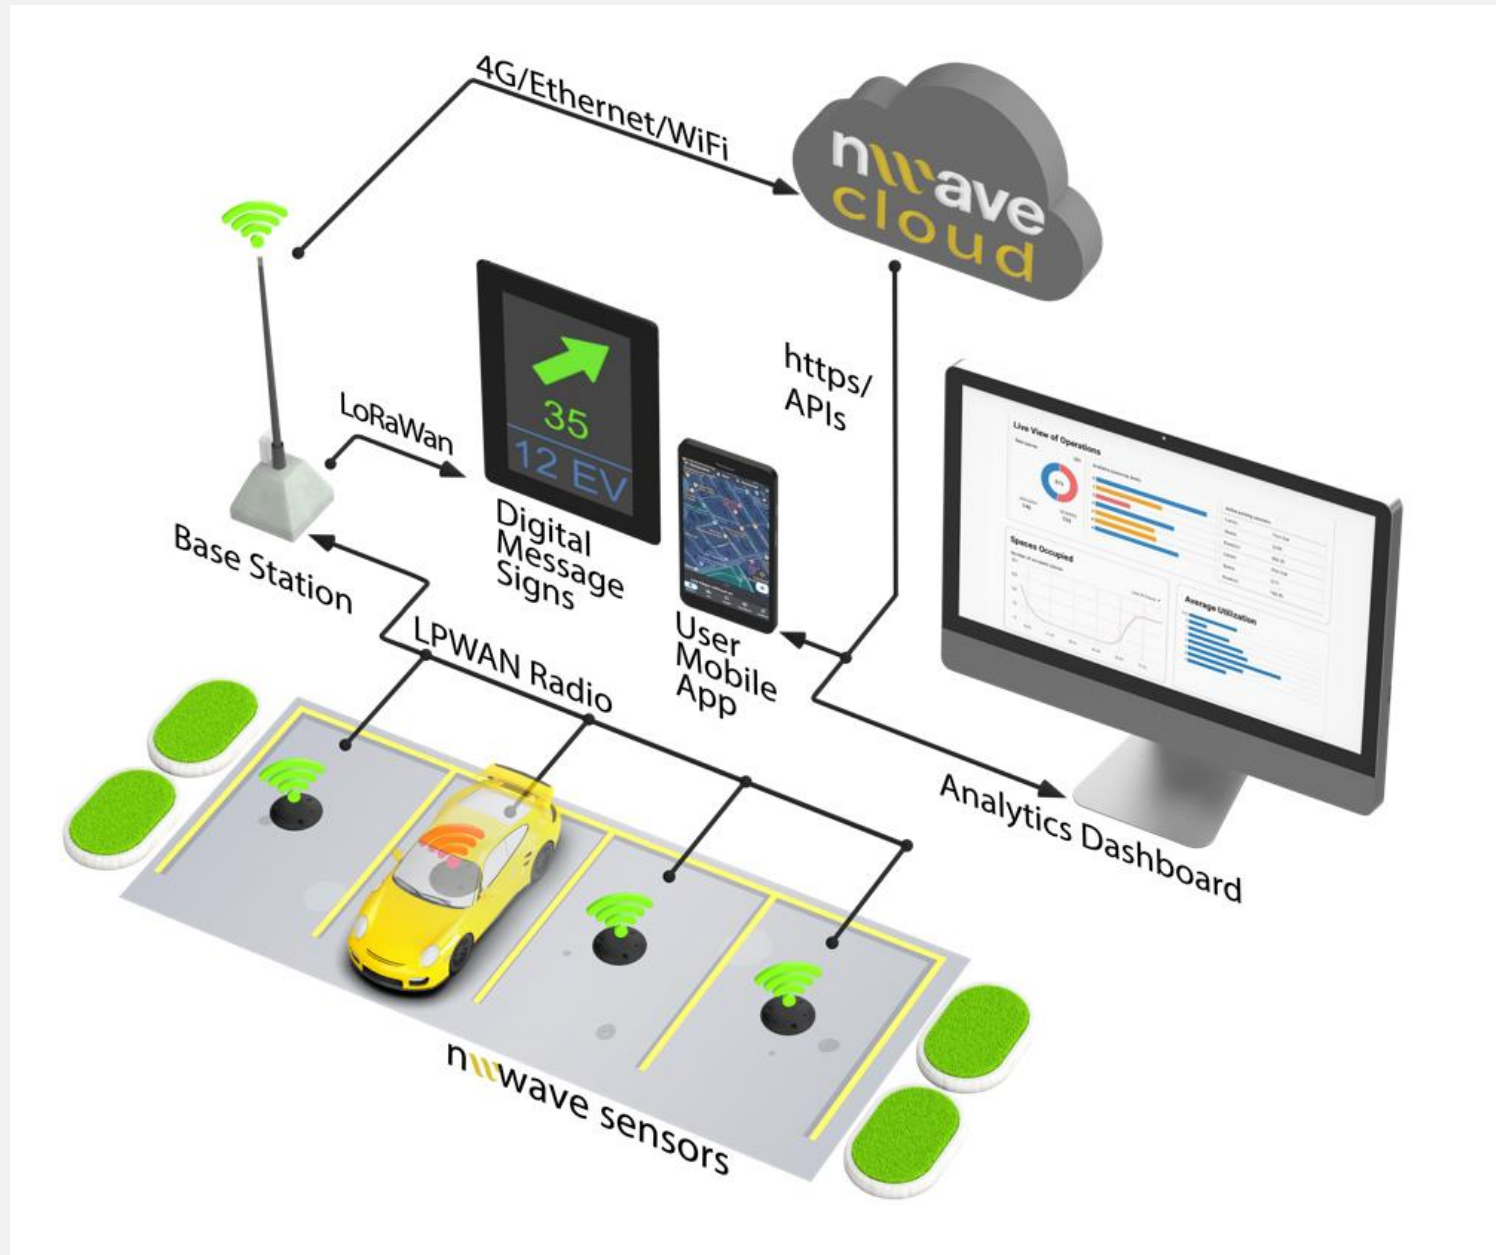 4G/Ethernet/WiFi
nwave
cloud
LoRaWan
35
12 EV
https/
APIs
Base Station
Digital
Message
Signs
User
Mobile
App
LPWAN Radio
Live View of Operations
Spaces Occupied
Average Utilization
Analytics Dashboard
nwave sensors